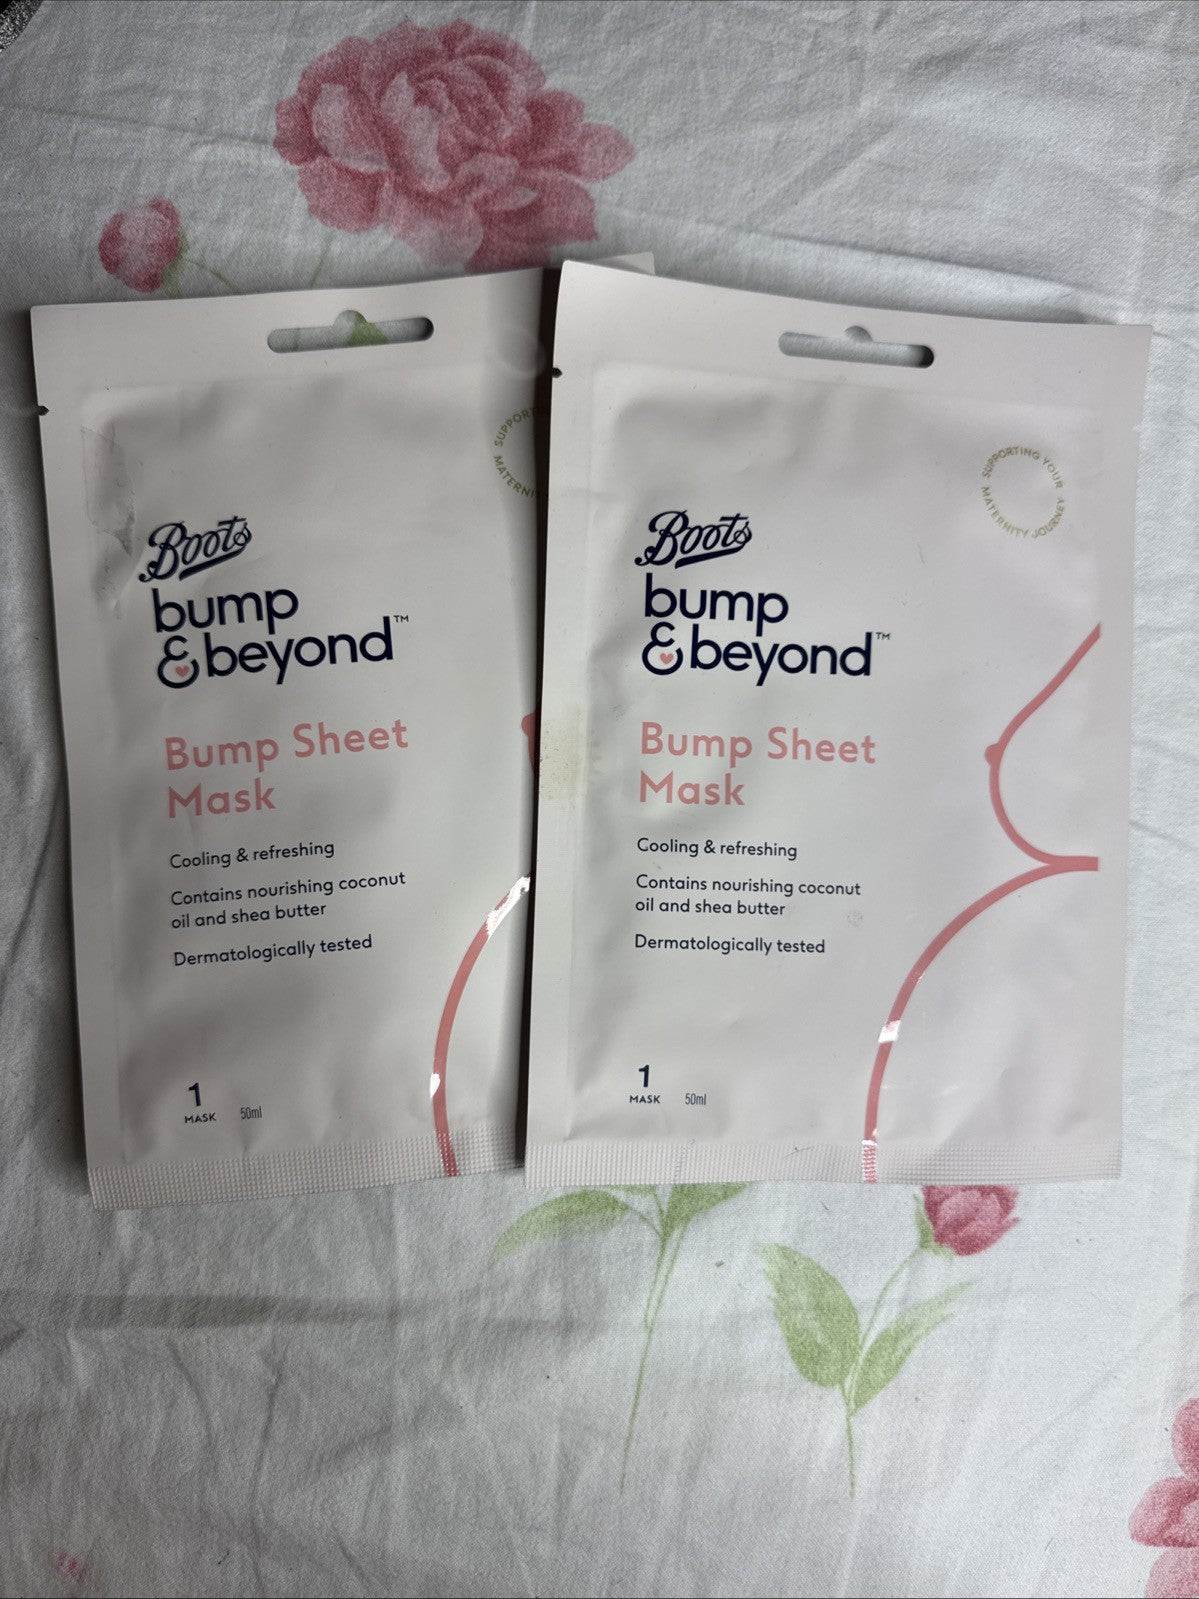 Boots
bump
& beyond™
Bump Sheet
Mask
Cooling & refreshing
Contains nourishing coconut
oil and shea butter
Dermatologically tested
1
MASK 50ml
SUPPORTING YOUR
MATERNITY JOURNEY
Boots
bump
& beyond™
Bump Sheet
Mask
Cooling & refreshing
Contains nourishing coconut
oil and shea butter
Dermatologically tested
1
MASK 50ml